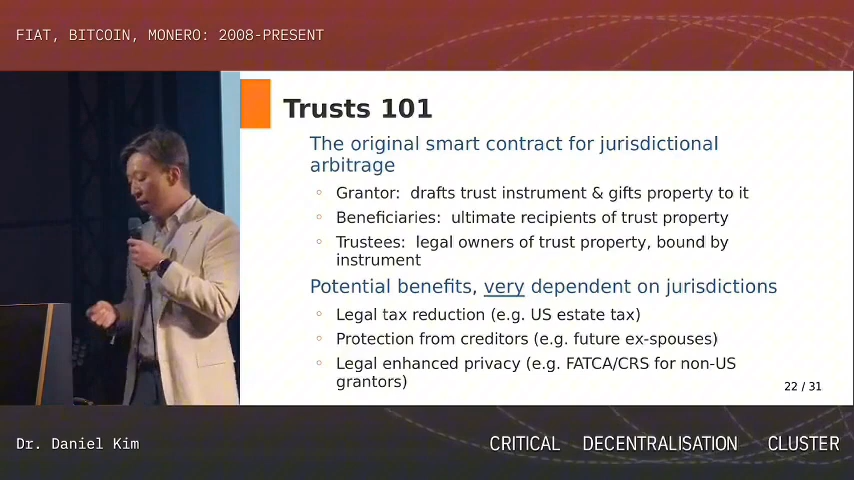 FIAT, BITCOIN, MONERO: 2008-PRESENT
Trusts 101
The original smart contract for jurisdictional
arbitrage
Grantor: drafts trust instrument & gifts property to it
Beneficiaries: ultimate recipients of trust property
Trustees: legal owners of trust property, bound by
instrument
Potential benefits, very dependent on jurisdictions
Legal tax reduction (e.g. US estate tax)
Protection from creditors (e.g. future ex-spouses)
Legal enhanced privacy (e.g. FATCA/CRS for non-US
grantors)
22 / 31
Dr. Daniel Kim
CRITICAL DECENTRALISATION CLUSTER